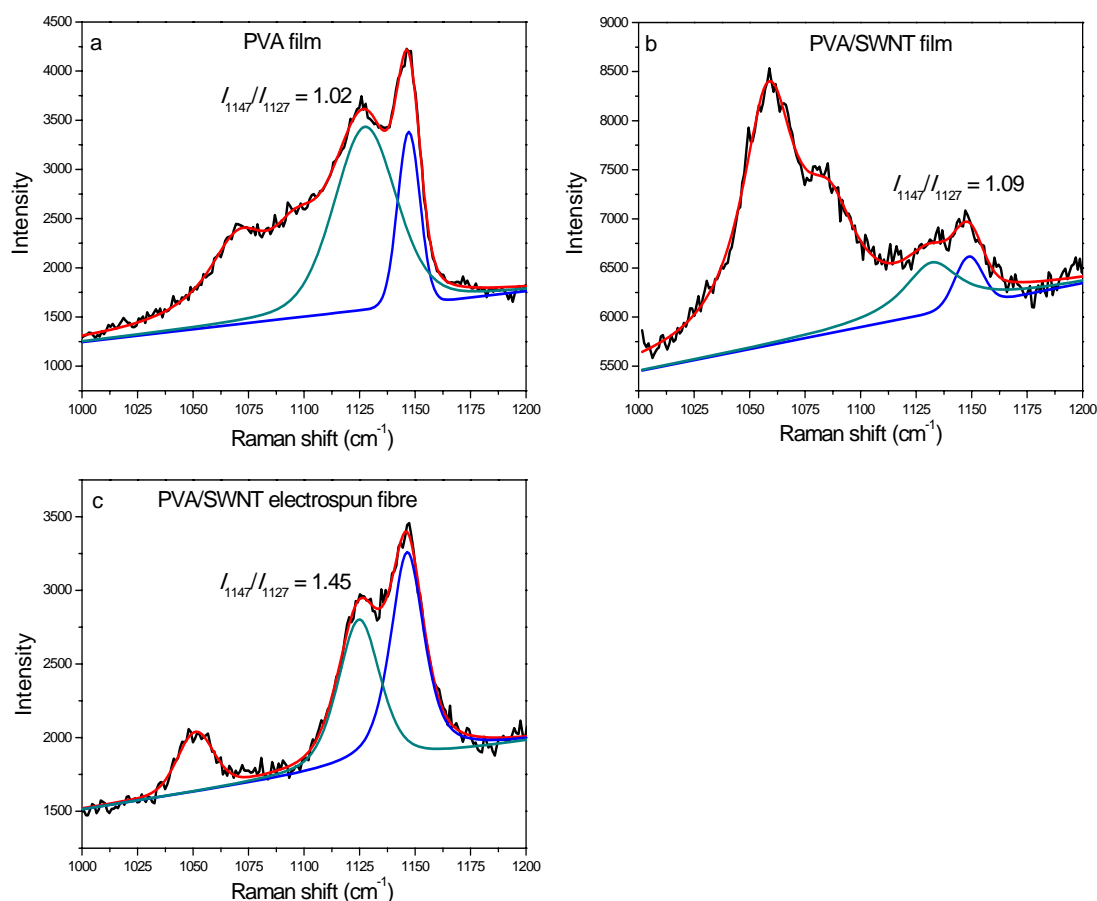 a PVA film
I1147/I1127 = 1.02
4500
4000
3500
3000
2500
2000
1500
1000
Intensity
1000 1025 1050 1075 1100 1125 1150 1175 1200
Raman shift (cm-1)
b PVA/SWNT film
I1147/I1127 = 1.09
9000
8500
8000
7500
7000
6500
6000
5500
Intensity
1000 1050 1100 1150 1200
Raman shift (cm-1)
c PVA/SWNT electrospun fibre
I1147/I1127 = 1.45
3500
3000
2500
2000
1500
Intensity
1000 1025 1050 1075 1100 1125 1150 1175 1200
Raman shift (cm-1)